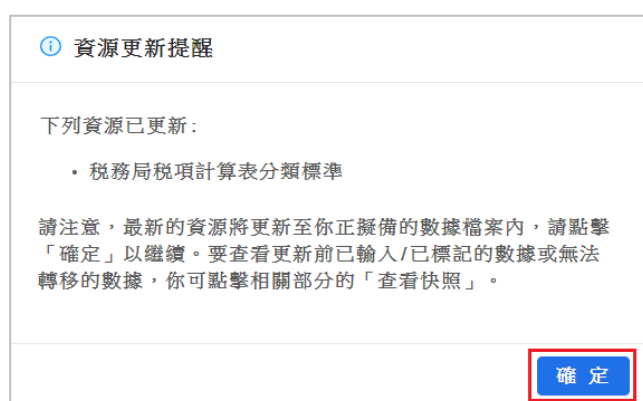 資源更新提醒
下列資源已更新:
• 税務局税項計算表分類標準
請注意，最新的資源將更新至你正擬備的數據檔案內，請點擊
「確定」以繼續。要查看更新前已輸入/已標記的數據或無法
轉移的數據，你可點擊相關部分的「查看快照」。
確 定